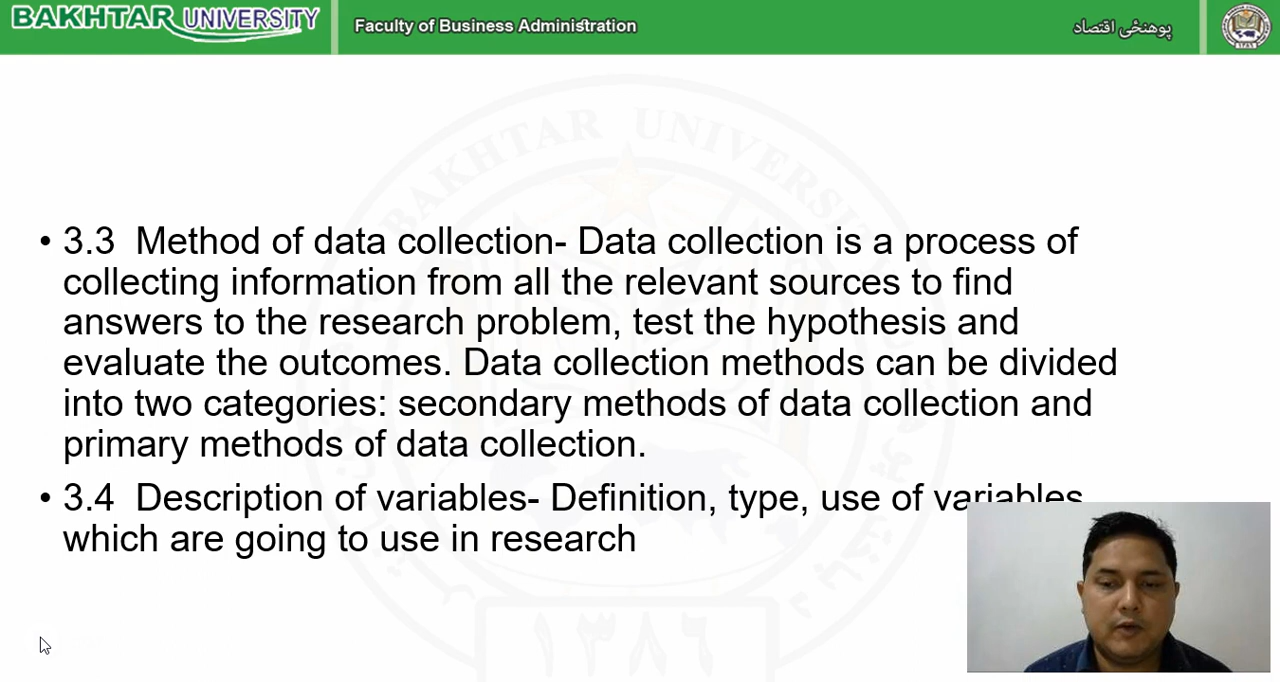 BAKHTAR UNIVERSITY
Faculty of Business Administration
پوهنځی اقتصاد
• 3.3 Method of data collection- Data collection is a process of
collecting information from all the relevant sources to find
answers to the research problem, test the hypothesis and
evaluate the outcomes. Data collection methods can be divided
into two categories: secondary methods of data collection and
primary methods of data collection.
• 3.4 Description of variables- Definition, type, use of variables
which are going to use in research
BAKHTAR UNIVERSITY
١٣٨٦